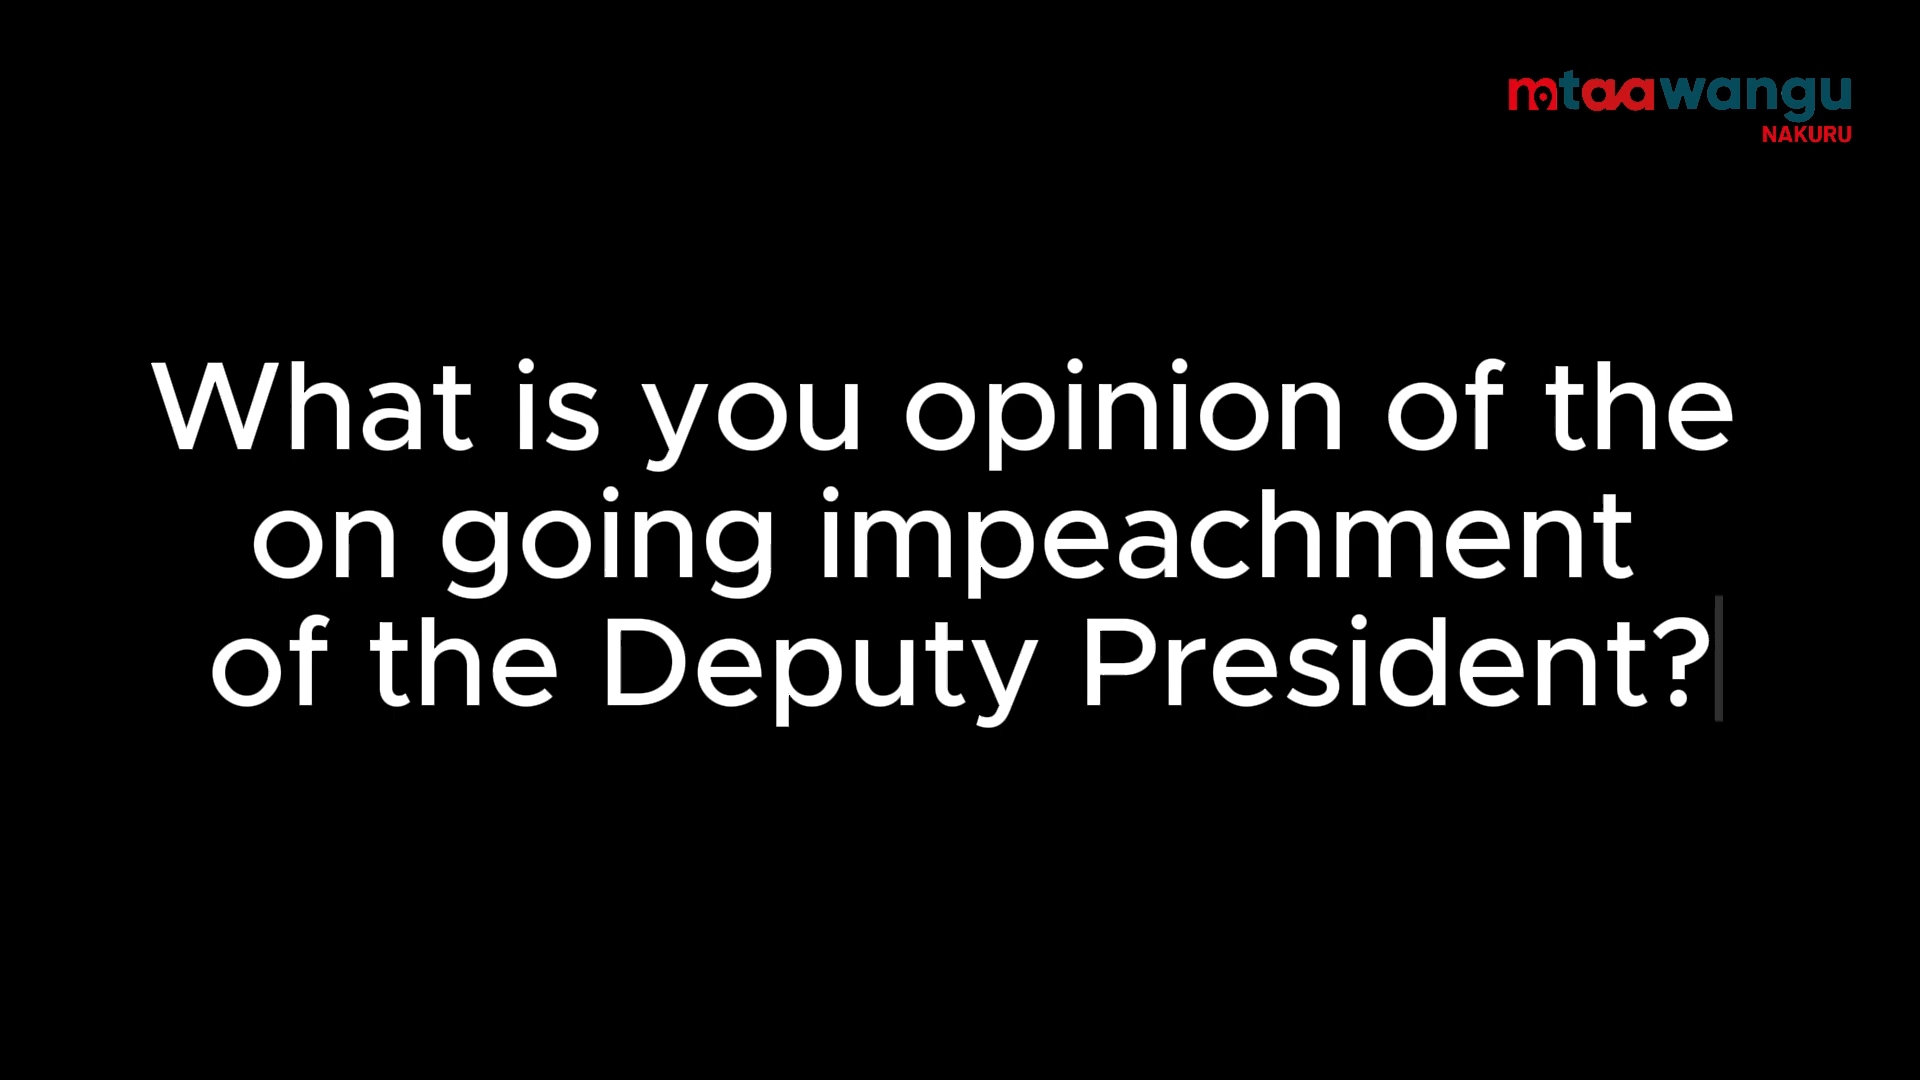 mtaawangu
NAKURU
What is you opinion of the
on going impeachment
of the Deputy President?